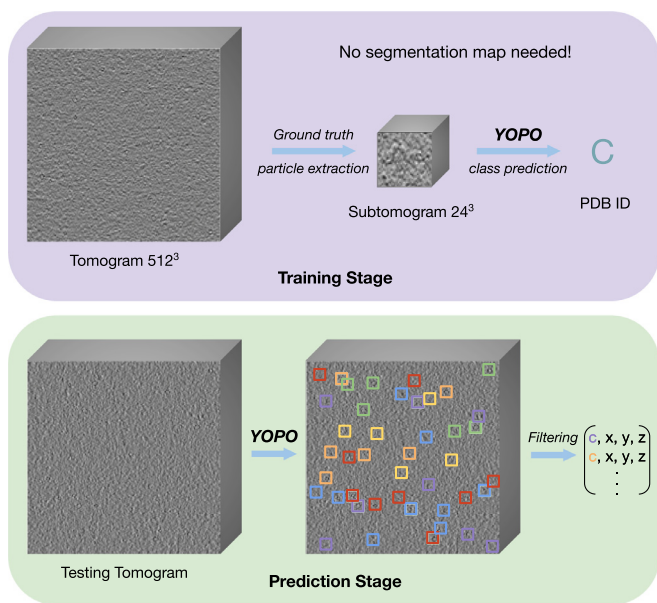 No segmentation map needed!
Ground truth
particle extraction
YOPO
class prediction
C
PDB ID
Subtomogram 24³
Tomogram 512³
Training Stage
YOPO
Filtering
c, x, y, z
c, x, y, z
Testing Tomogram
Prediction Stage